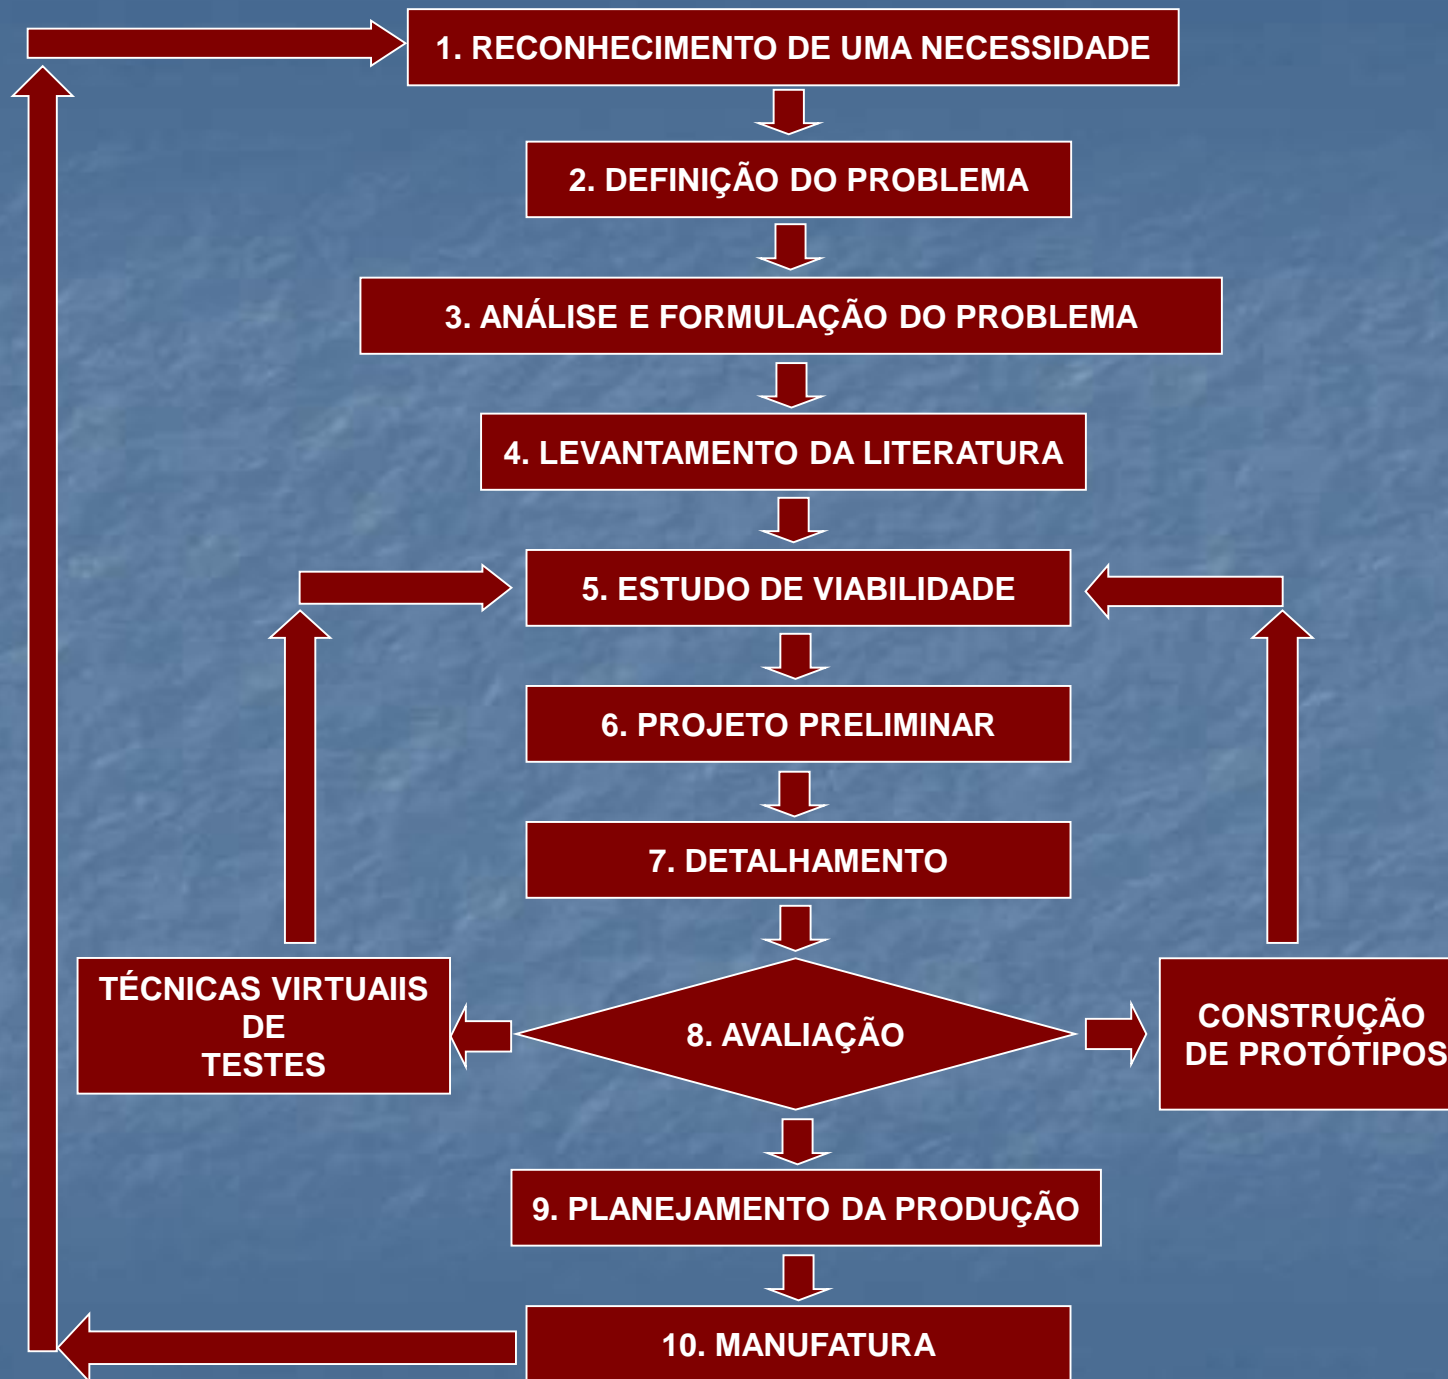 1. RECONHECIMENTO DE UMA NECESSIDADE
2. DEFINIÇÃO DO PROBLEMA
3. ANÁLISE E FORMULAÇÃO DO PROBLEMA
4. LEVANTAMENTO DA LITERATURA
5. ESTUDO DE VIABILIDADE
6. PROJETO PRELIMINAR
7. DETALHAMENTO
TÉCNICAS VIRTUAIIS
DE
TESTES
8. AVALIAÇÃO
CONSTRUÇÃO
DE PROTÓTIPOS
9. PLANEJAMENTO DA PRODUÇÃO
10. MANUFATURA